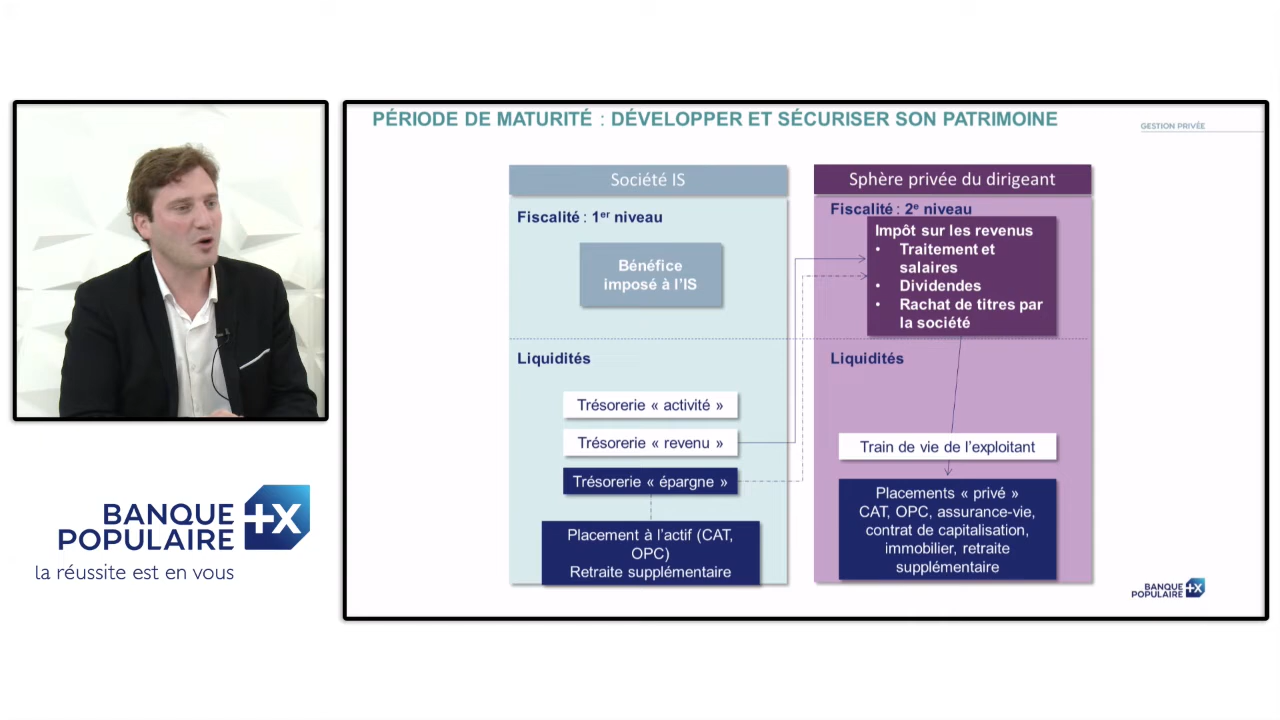 PÉRIODE DE MATURITÉ : DÉVELOPPER ET SÉCURISER SON PATRIMOINE
GESTION PRIVÉE
Société IS
Fiscalité : 1er niveau
Bénéfice
imposé à l'IS
Liquidités
Trésorerie « activité »
Trésorerie « revenu »
Trésorerie « épargne »
Placement à l'actif (CAT,
OPC)
Retraite supplémentaire
Sphère privée du dirigeant
Fiscalité : 2e niveau
Impôt sur les revenus
• Traitement et
salaires
• Dividendes
• Rachat de titres par
la société
Liquidités
Train de vie de l'exploitant
Placements « privé »
CAT, OPC, assurance-vie,
contrat de capitalisation,
immobilier, retraite
supplémentaire
BANQUE
POPULAIRE
+X
BANQUE
POPULAIRE
+X
la réussite est en vous